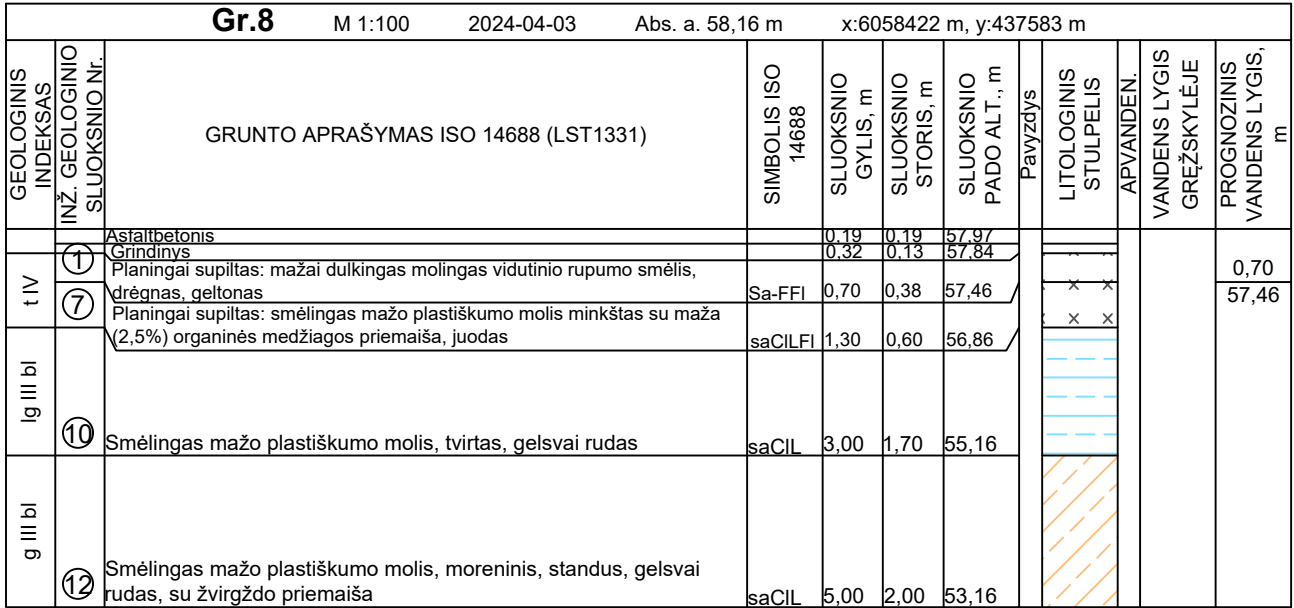 Gr.8 M 1:100 2024-04-03 Abs. a. 58,16 m x:6058422 m, y:437583 m
GEOLOGINIS
INDEKSAS
INŽ. GEOLOGINIO
SLUOKSNIO Nr.
GRUNTO APRAŠYMAS ISO 14688 (LST1331)
SIMBOLIS ISO
14688
SLUOKSNIO
GYLIS, m
SLUOKSNIO
STORIS, m
SLUOKSNIO
PADO ALT., m
Pavyzdys
LITOLOGINIS
STULPELIS
APVANDEN.
VANDENS LYGIS
GRĘŽSKYLĖJE
PROGNOZINIS
VANDENS LYGIS,
m
Asfaltbetonis 0,19 0,19 57,97
1 Grindinys 0,32 0,13 57,84
t IV
Planingai supiltas: mažai dulkingas molingas vidutinio rupumo smėlis,
drėgnas, geltonas Sa-FFI 0,70 0,38 57,46
0,70
57,46
7
Planingai supiltas: smėlingas mažo plastiškumo molis minkštas su maža
(2,5%) organinės medžiagos priemaiša, juodas saClLFI 1,30 0,60 56,86
lg III bl
10 Smėlingas mažo plastiškumo molis, tvirtas, gelsvai rudas saClL 3,00 1,70 55,16
g III bl
12 Smėlingas mažo plastiškumo molis, moreninis, standus, gelsvai
rudas, su žvirgždo priemaiša saClL 5,00 2,00 53,16